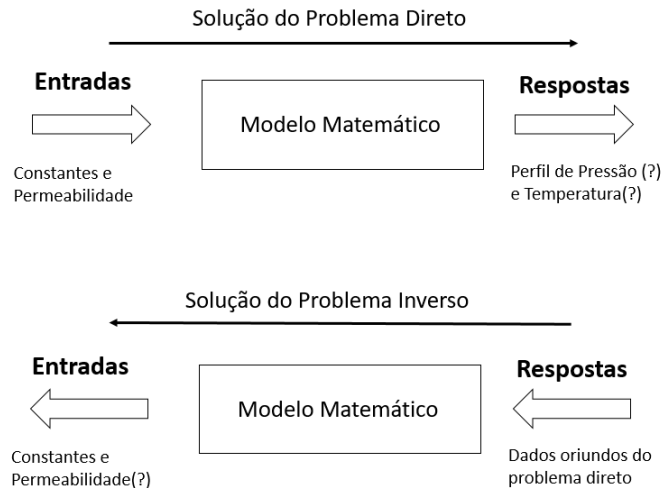 Solução do Problema Direto
Entradas
Modelo Matemático
Respostas
Constantes e
Permeabilidade
Perfil de Pressão (?)
e Temperatura(?)
Solução do Problema Inverso
Entradas
Modelo Matemático
Respostas
Constantes e
Permeabilidade(?)
Dados oriundos do
problema direto